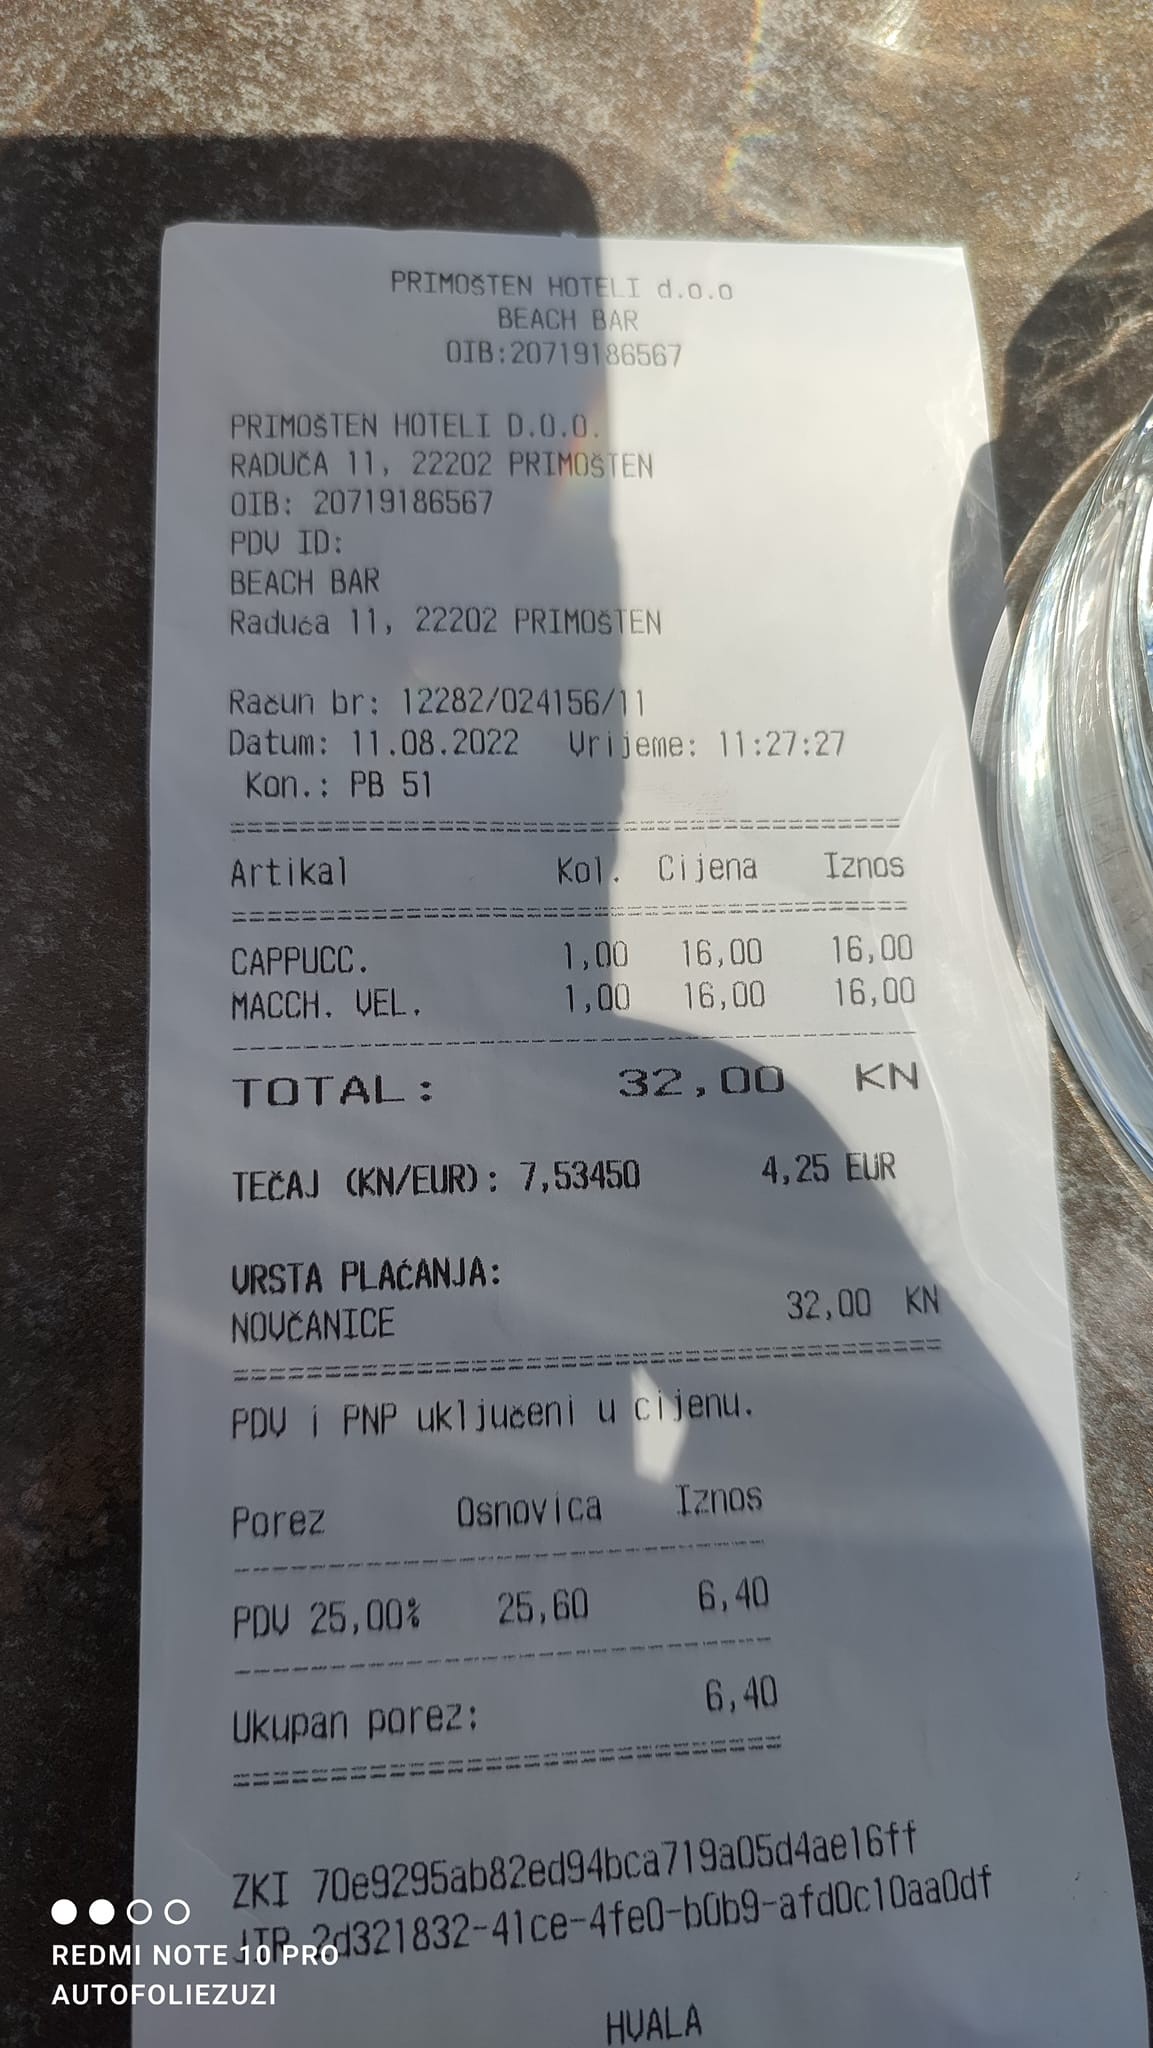 PRIMOŠTEN HOTELI d.o.o
BEACH BAR
OIB:20719186567
PRIMOŠTEN HOTELI D.O.O.
RADUČA 11, 22202 PRIMOŠTEN
OIB: 20719186567
PDV ID:
BEACH BAR
Raduča 11, 22202 PRIMOŠTEN
Račun br: 12282/024156/11
Datum: 11.08.2022 Vrijeme: 11:27:27
Kon.: PB 51
Artikal Kol. Cijena Iznos
CAPPUCC. 1,00 16,00 16,00
MACCH. VEL. 1,00 16,00 16,00
TOTAL: 32,00 KN
TEČAJ (KN/EUR): 7,53450 4,25 EUR
VRSTA PLAĆANJA:
NOVČANICE 32,00 KN
PDV i PNP uključeni u cijenu.
Porez Osnovica Iznos
PDV 25,00% 25,60 6,40
Ukupan porez: 6,40
ZKI 70e9295ab82ed94bca719a05d4ae16ff
JIR 2d321832-41ce-4fe0-b0b9-afd0c10aa0df
HVALA
REDMI NOTE 10 PRO
AUTOFOLIEZUZI